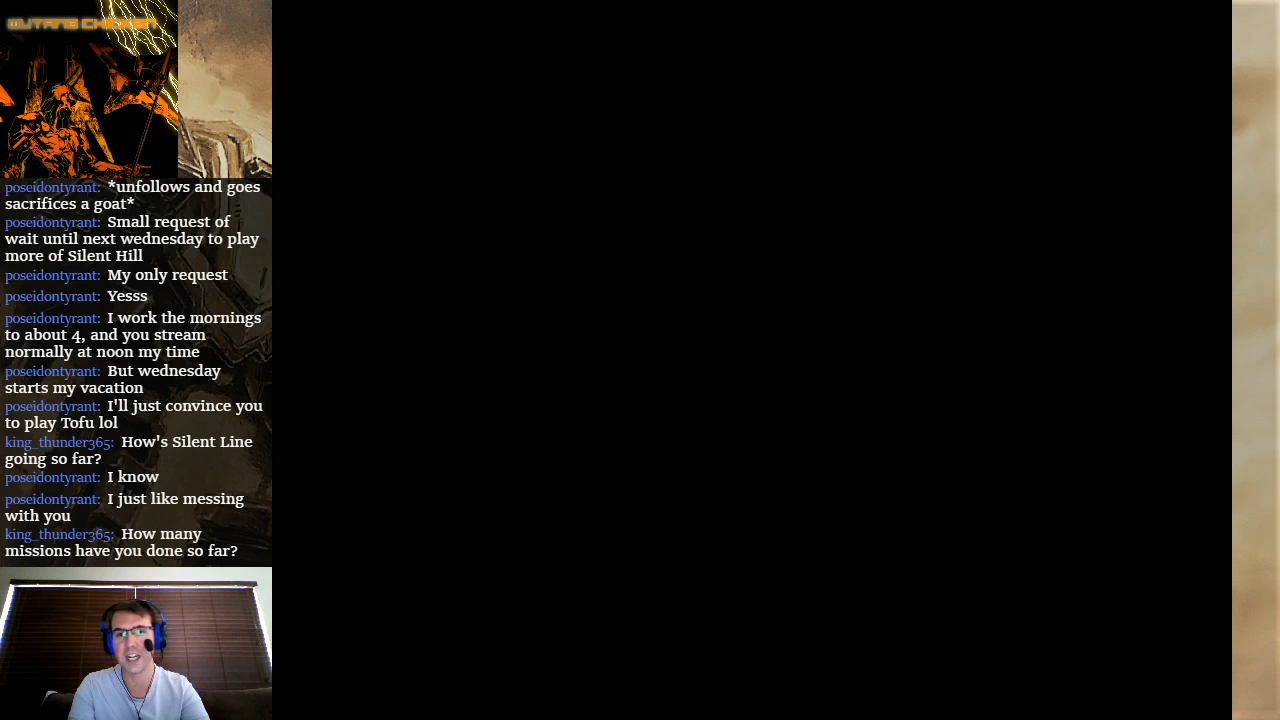 WUTANG CHICKEN
poseidontyrant: *unfollows and goes
sacrifices a goat*
poseidontyrant: Small request of
wait until next wednesday to play
more of Silent Hill
poseidontyrant: My only request
poseidontyrant: Yesss
poseidontyrant: I work the mornings
to about 4, and you stream
normally at noon my time
poseidontyrant: But wednesday
starts my vacation
poseidontyrant: I'll just convince you
to play Tofu lol
king_thunder365: How's Silent Line
going so far?
poseidontyrant: I know
poseidontyrant: I just like messing
with you
king_thunder365: How many
missions have you done so far?